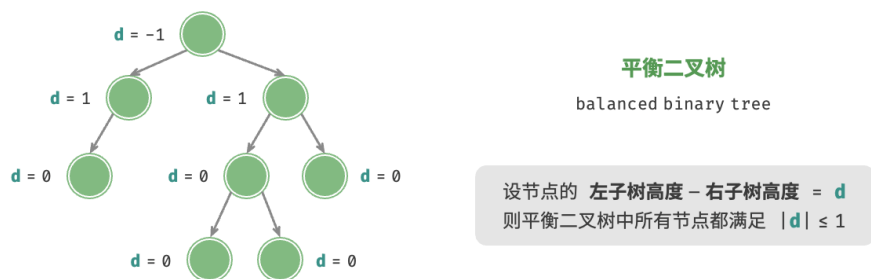 d = −1
平衡二叉树
d = 1
d = 1
balanced binary tree
d = 0
d = 0
d = 0
设节点的 左子树高度 − 右子树高度 = d
则平衡二叉树中所有节点都满足 |d| ≤ 1
d = 0
d = 0